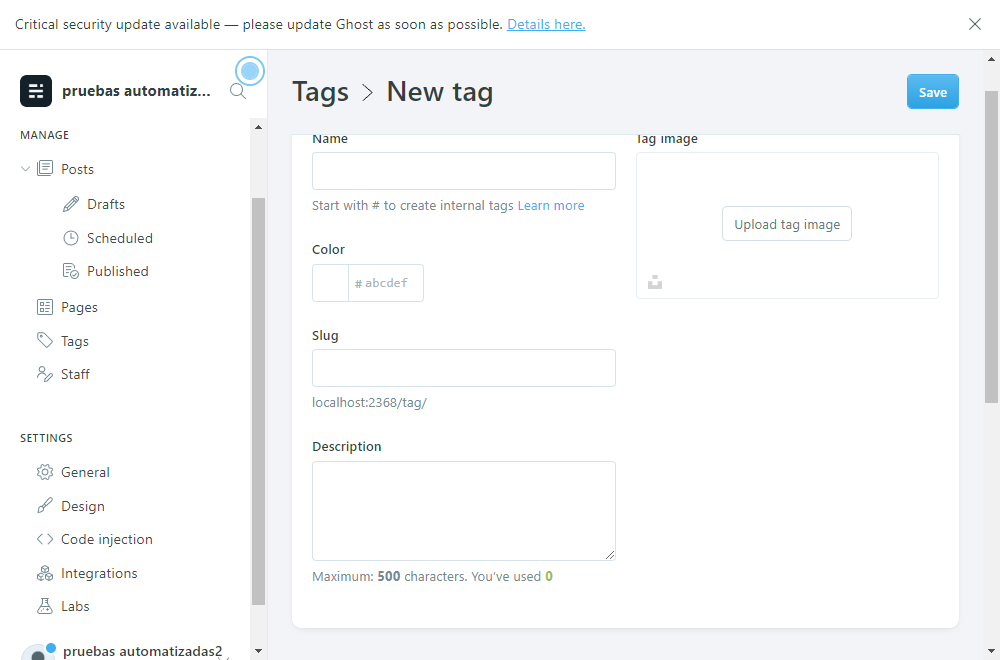 Critical security update available — please update Ghost as soon as possible. Details here.
pruebas automatiz...
MANAGE
Posts
Drafts
Scheduled
Published
Pages
Tags
Staff
SETTINGS
General
Design
Code injection
Integrations
Labs
pruebas automatizadas2
Tags > New tag
Save
Name
Start with # to create internal tags Learn more
Color
# abcdef
Slug
localhost:2368/tag/
Description
Maximum: 500 characters. You've used 0
Tag image
Upload tag image